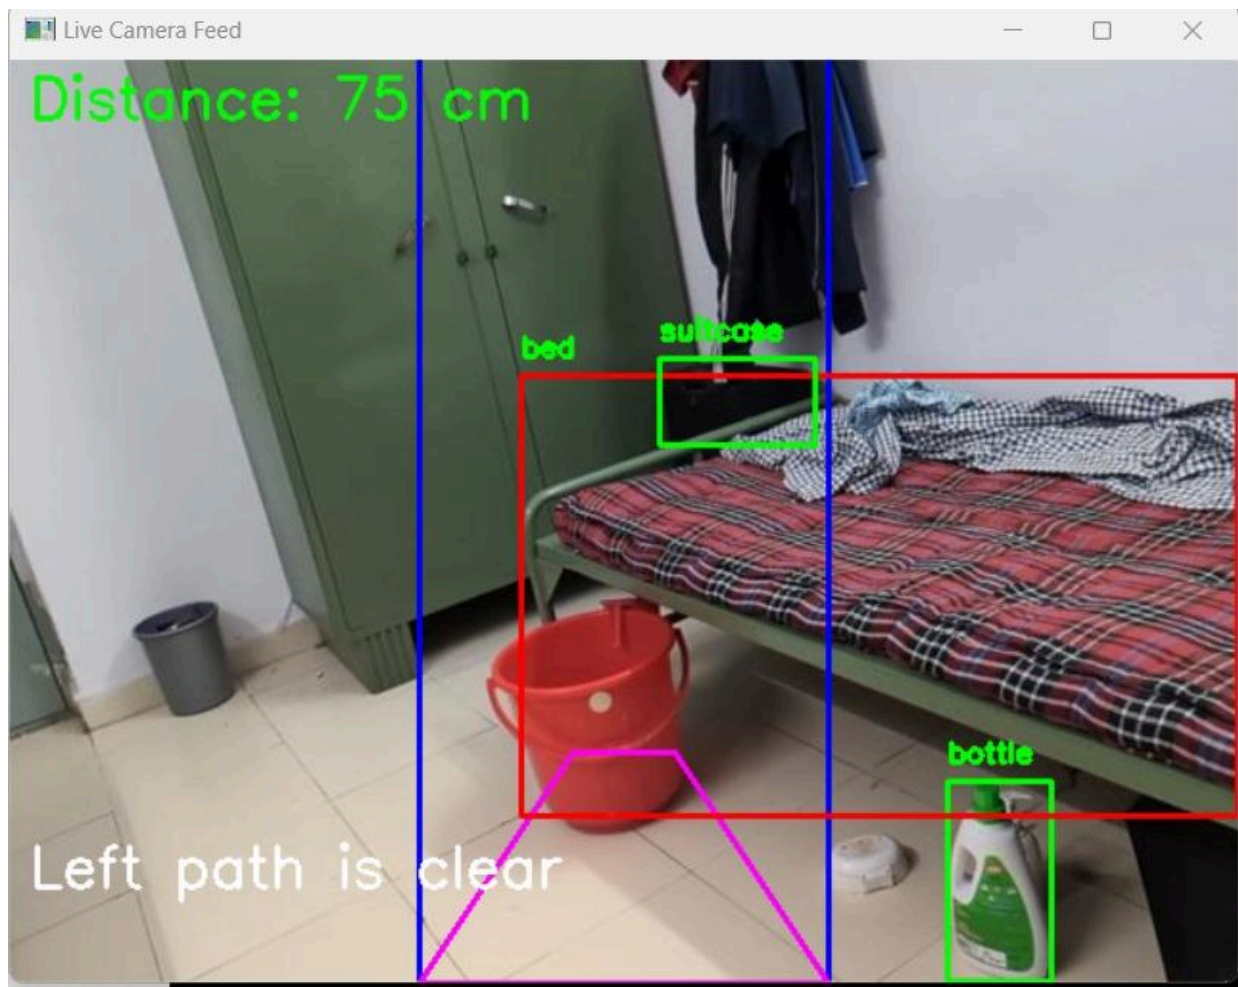 Live Camera Feed
Distance: 75 cm
suitcase
bed
bottle
Left path is clear